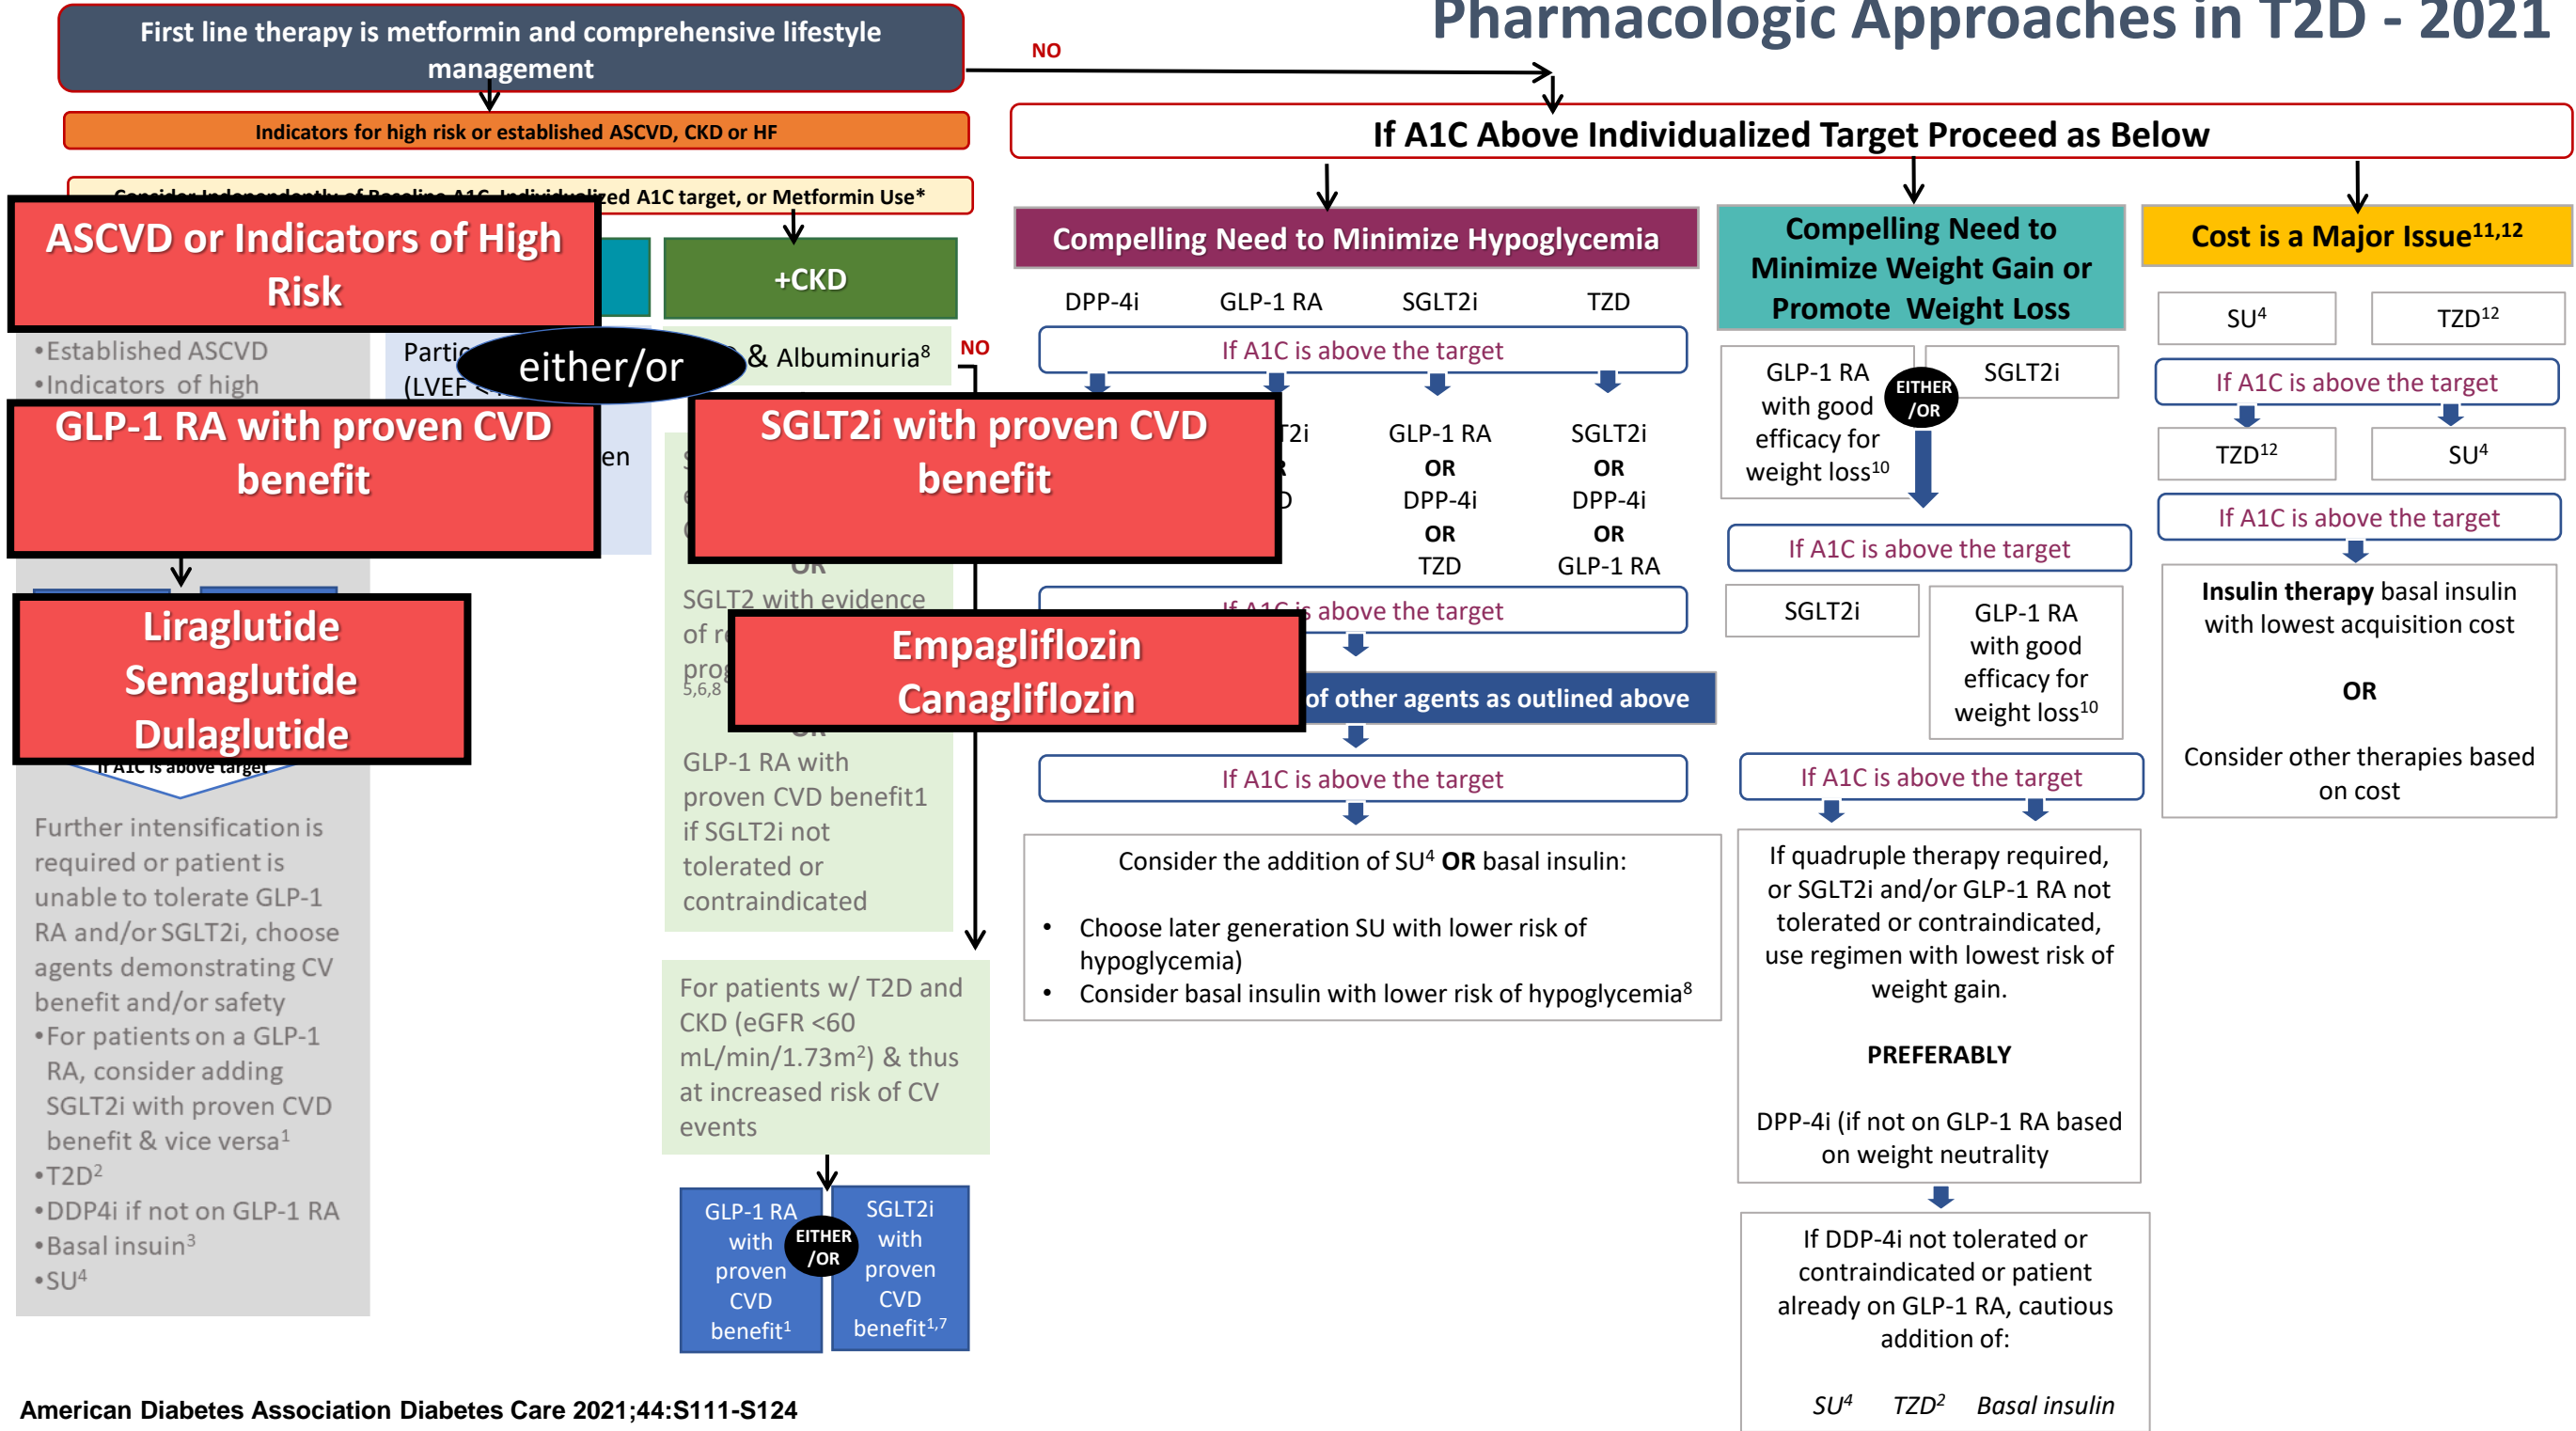 Pharmacologic Approaches in T2D - 2021
First line therapy is metformin and comprehensive lifestyle
management
NO
Indicators for high risk or established ASCVD, CKD or HF
If A1C Above Individualized Target Proceed as Below
A1C target, or Metformin Use*
ASCVD or Indicators of High
Risk
+CKD
•Established ASCVD
•Indicators of high
(LVEF <
either/or
& Albuminuria⁸
NO
GLP-1 RA with proven CVD
benefit
SGLT2i with proven CVD
benefit
OR
SGLT2 with evidence
of
5,6,8
Liraglutide
Semaglutide
Dulaglutide
Empagliflozin
Canagliflozin
If A1C is above target
OR
GLP-1 RA with
proven CVD benefit1
if SGLT2i not
tolerated or
contraindicated
Further intensification is
required or patient is
unable to tolerate GLP-1
RA and/or SGLT2i, choose
agents demonstrating CV
benefit and/or safety
•For patients on a GLP-1
RA, consider adding
SGLT2i with proven CVD
benefit & vice versa¹
•T2D²
•DDP4i if not on GLP-1 RA
•Basal insuin³
•SU⁴
For patients w/ T2D and
CKD (eGFR <60
mL/min/1.73m²) & thus
at increased risk of CV
events
GLP-1 RA
with
proven
CVD
benefit¹
EITHER
/OR
SGLT2i
with
proven
CVD
benefit¹,⁷
Compelling Need to Minimize Hypoglycemia
DPP-4i GLP-1 RA SGLT2i TZD
If A1C is above the target
GLP-1 RA SGLT2i
OR OR
DPP-4i DPP-4i
OR OR
TZD GLP-1 RA
If A1C is above the target
of other agents as outlined above
If A1C is above the target
Consider the addition of SU⁴ OR basal insulin:
• Choose later generation SU with lower risk of
hypoglycemia)
• Consider basal insulin with lower risk of hypoglycemia⁸
Compelling Need to
Minimize Weight Gain or
Promote Weight Loss
GLP-1 RA
with good
efficacy for
weight loss¹⁰
EITHER
/OR
SGLT2i
If A1C is above the target
SGLT2i
GLP-1 RA
with good
efficacy for
weight loss¹⁰
If A1C is above the target
If quadruple therapy required,
or SGLT2i and/or GLP-1 RA not
tolerated or contraindicated,
use regimen with lowest risk of
weight gain.
PREFERABLY
DPP-4i (if not on GLP-1 RA based
on weight neutrality
If DDP-4i not tolerated or
contraindicated or patient
already on GLP-1 RA, cautious
addition of:
SU⁴ TZD² Basal insulin
Cost is a Major Issue¹¹,¹²
SU⁴ TZD¹²
If A1C is above the target
TZD¹² SU⁴
If A1C is above the target
Insulin therapy basal insulin
with lowest acquisition cost
OR
Consider other therapies based
on cost
American Diabetes Association Diabetes Care 2021;44:S111-S124